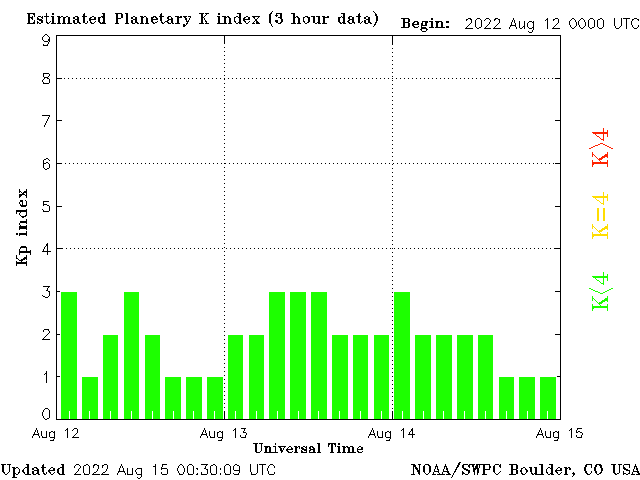 Estimated Planetary K index (3 hour data) Begin: 2022 Aug 12 0000 UTC
9
8
7
6
5
4
3
2
1
0
Kp index
K>4
K=4
K<4
Aug 12 Aug 13 Aug 14 Aug 15
Universal Time
Updated 2022 Aug 15 00:30:09 UTC NOAA/SWPC Boulder, CO USA